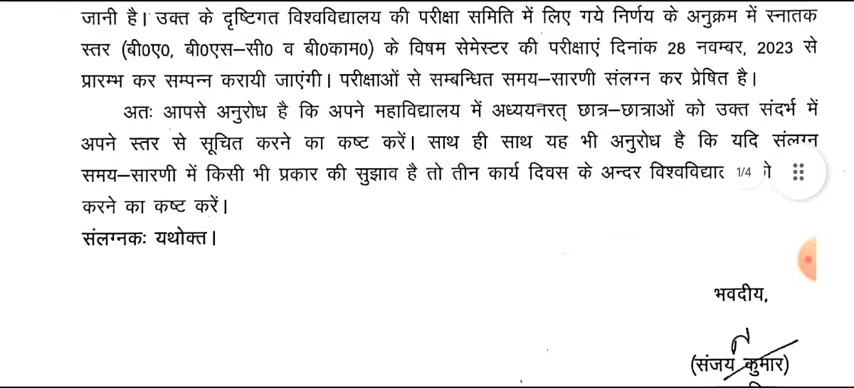 जानी है। उक्त के दृष्टिगत विश्वविद्यालय की परीक्षा समिति में लिए गये निर्णय के अनुक्रम में स्नातक
स्तर (बी0ए0, बी0एस–सी0 व बी0काम0) के विषम सेमेस्टर की परीक्षाएं दिनांक 28 नवम्बर, 2023 से
प्रारम्भ कर सम्पन्न करायी जाएंगी। परीक्षाओं से सम्बन्धित समय–सारणी संलग्न कर प्रेषित है।
अतः आपसे अनुरोध है कि अपने महाविद्यालय में अध्ययनरत् छात्र–छात्राओं को उक्त संदर्भ में
अपने स्तर से सूचित करने का कष्ट करें। साथ ही साथ यह भी अनुरोध है कि यदि संलग्न
समय–सारणी में किसी भी प्रकार की सुझाव है तो तीन कार्य दिवस के अन्दर 1/4
करने का कष्ट करें।
संलग्नकः यथोक्त।
भवदीय,
(संजय कुमार)